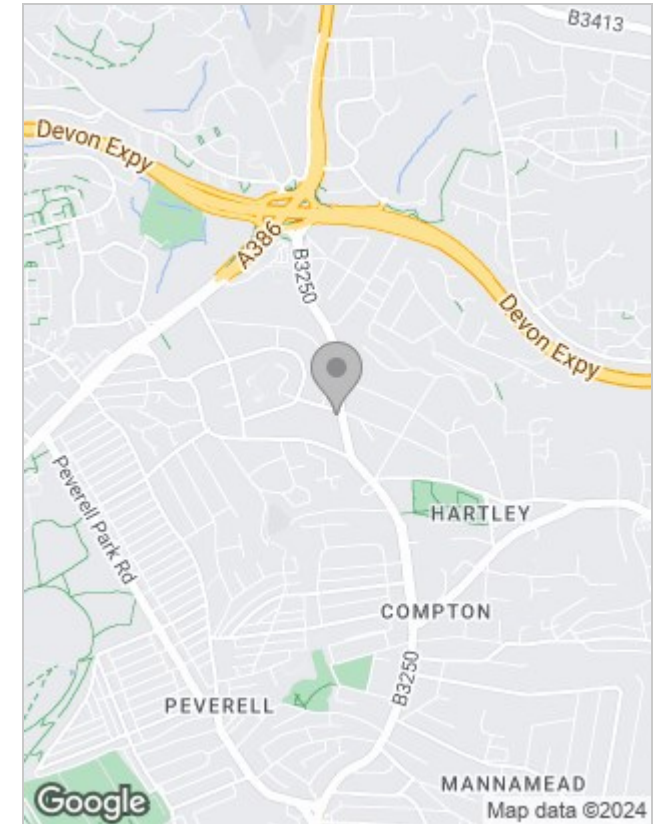 B3413
Devon Expy
A386
B3250
Devon Expy
Peverell Park Rd
HARTLEY
COMPTON
B3250
PEVERELL
MANNAMEAD
Google
Map data ©2024